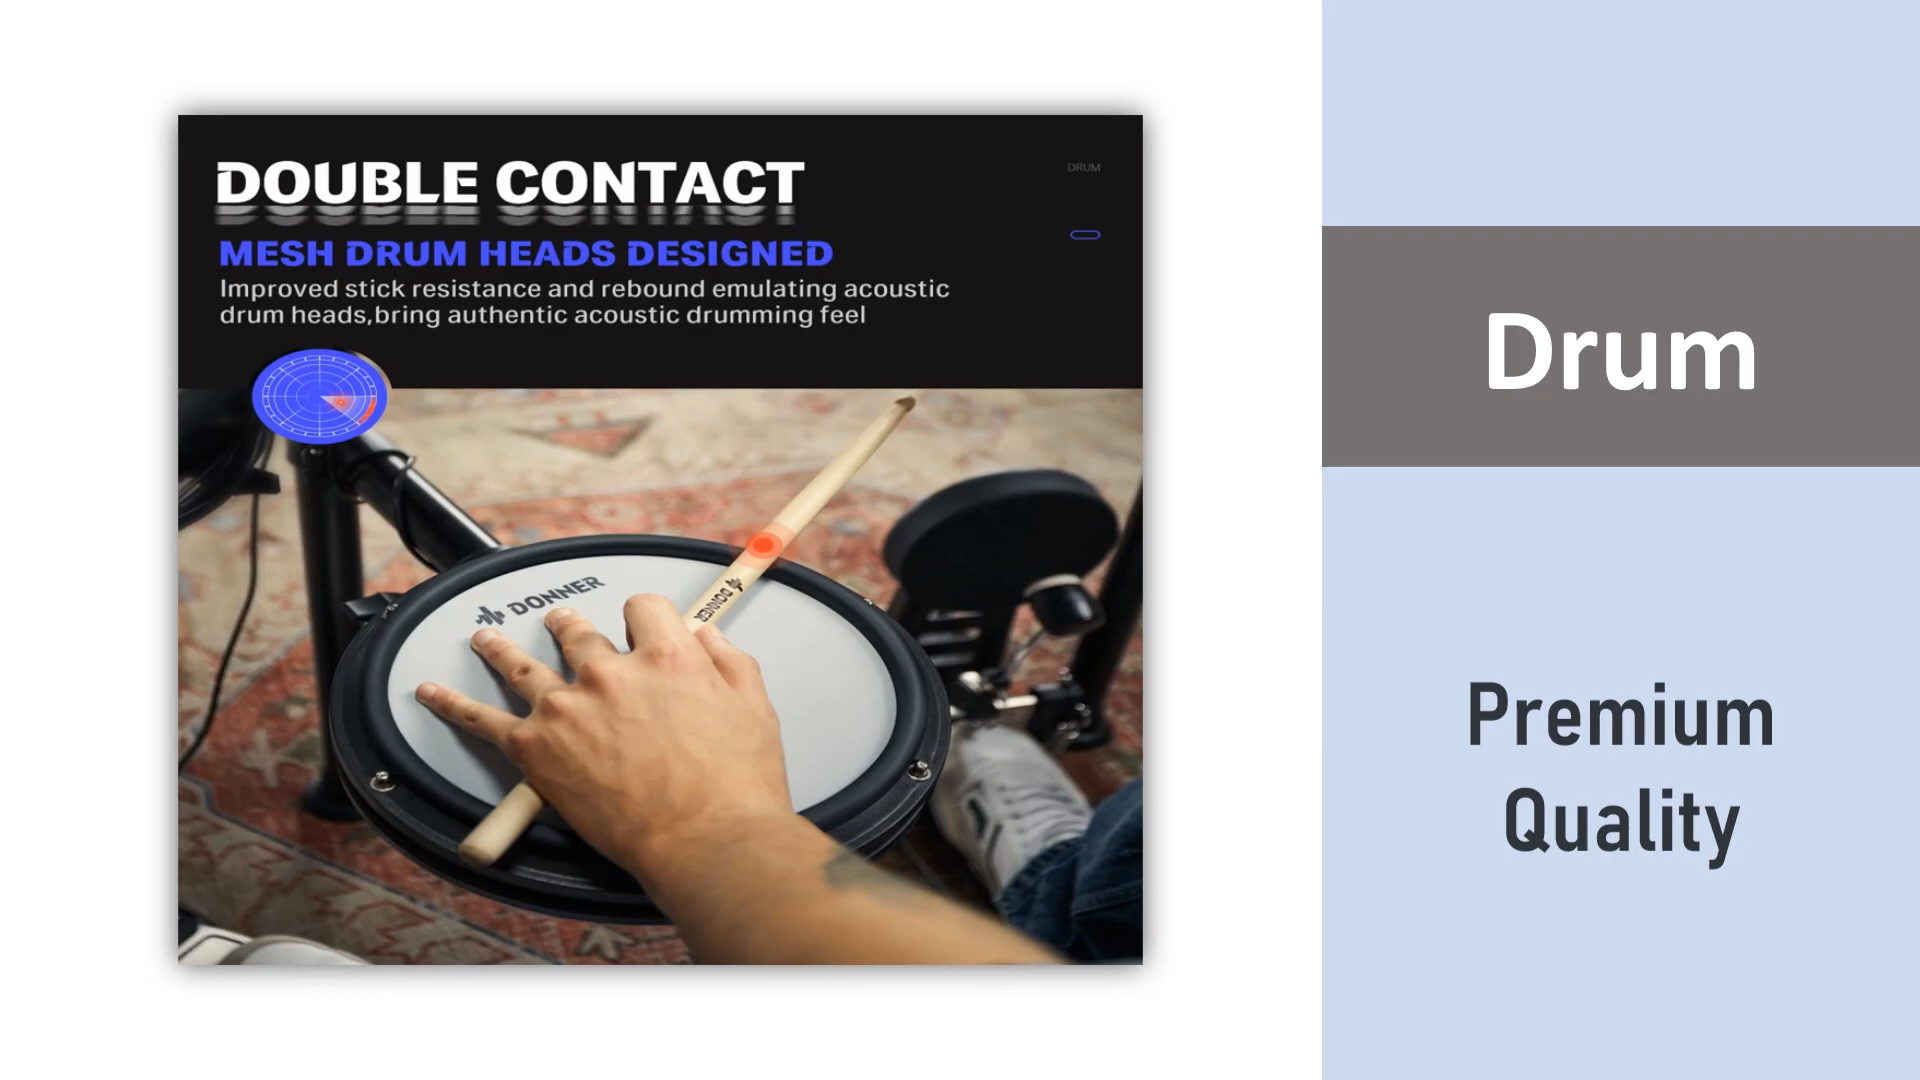 DOUBLE CONTACT
DRUM
MESH DRUM HEADS DESIGNED
Improved stick resistance and rebound emulating acoustic
drum heads,bring authentic acoustic drumming feel
DONNER
DONNER
Drum
Premium
Quality